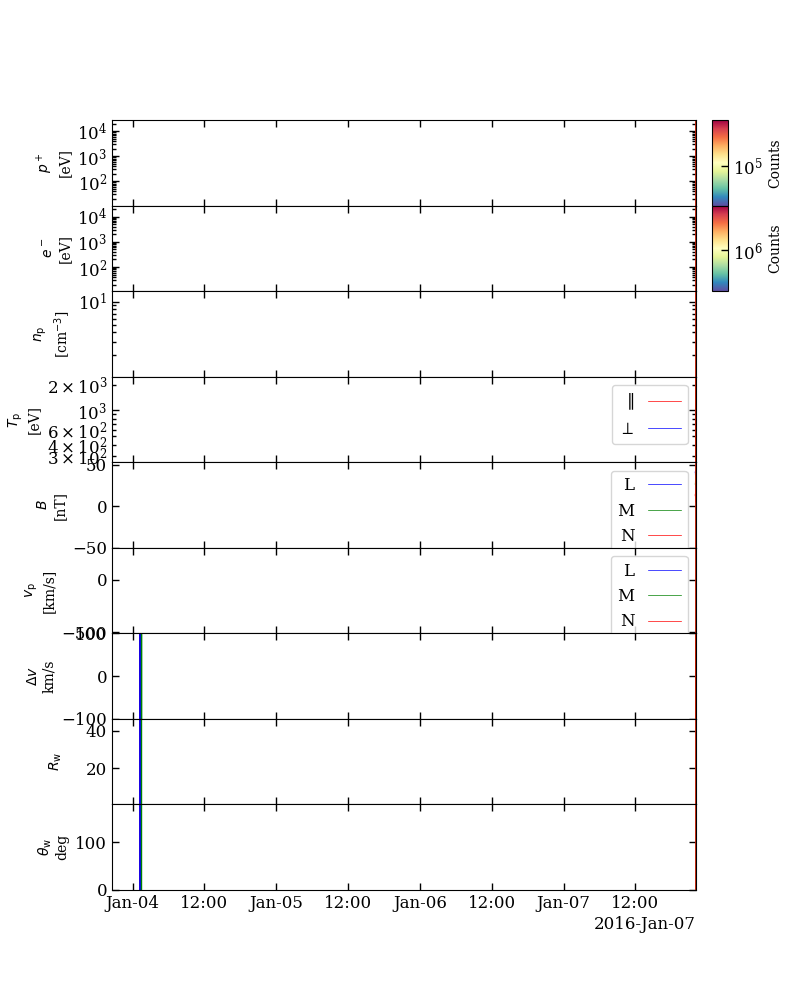 10⁴
10³
10²
p⁺
[eV]
10⁵
Counts
10⁴
10³
10²
e⁻
[eV]
10⁶
Counts
10¹
nₚ
[cm⁻³]
2 × 10³
10³
6 × 10²
4 × 10²
3 × 10²
Tₚ
[eV]
∥
⊥
50
0
−50
B
[nT]
L
M
N
0
−500
vₚ
[km/s]
L
M
N
100
0
−100
Δv
km/s
40
20
R_w
100
0
θ_w
deg
Jan-04 12:00 Jan-05 12:00 Jan-06 12:00 Jan-07 12:00
2016-Jan-07